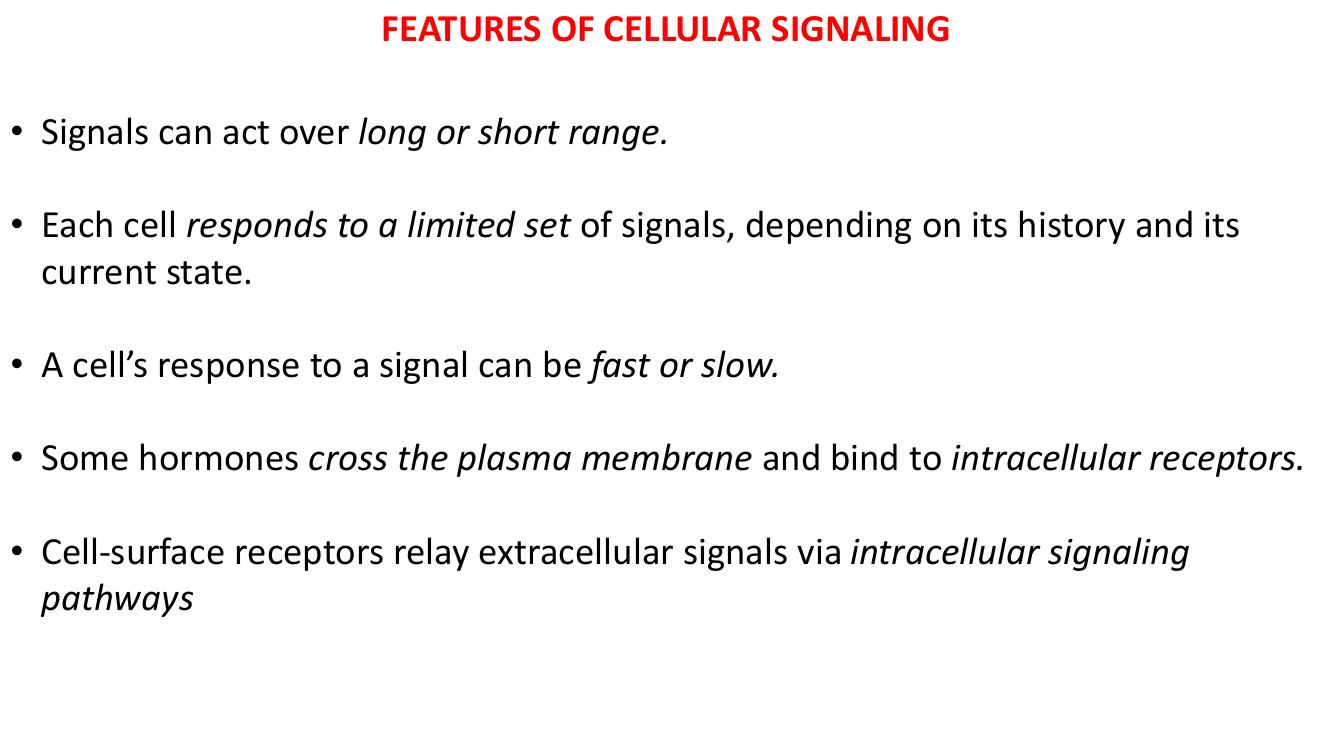 FEATURES OF CELLULAR SIGNALING
• Signals can act over long or short range.
• Each cell responds to a limited set of signals, depending on its history and its
current state.
• A cell’s response to a signal can be fast or slow.
• Some hormones cross the plasma membrane and bind to intracellular receptors.
• Cell-surface receptors relay extracellular signals via intracellular signaling
pathways